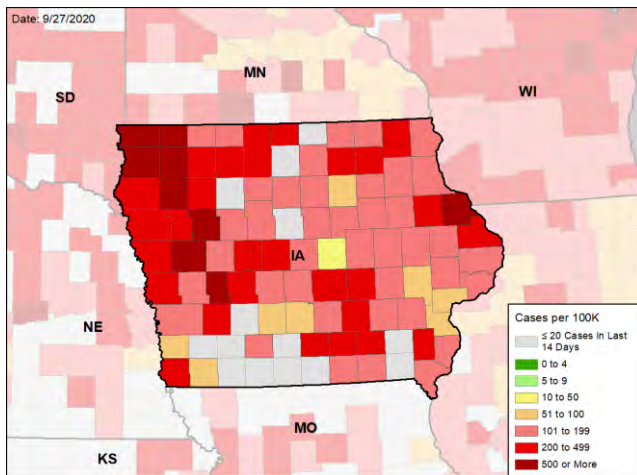 Date: 9/27/2020
MN
SD
WI
IA
NE
MO
KS
Cases per 100K
≤ 20 Cases in Last
14 Days
0 to 4
5 to 9
10 to 50
51 to 100
101 to 199
200 to 499
500 or More